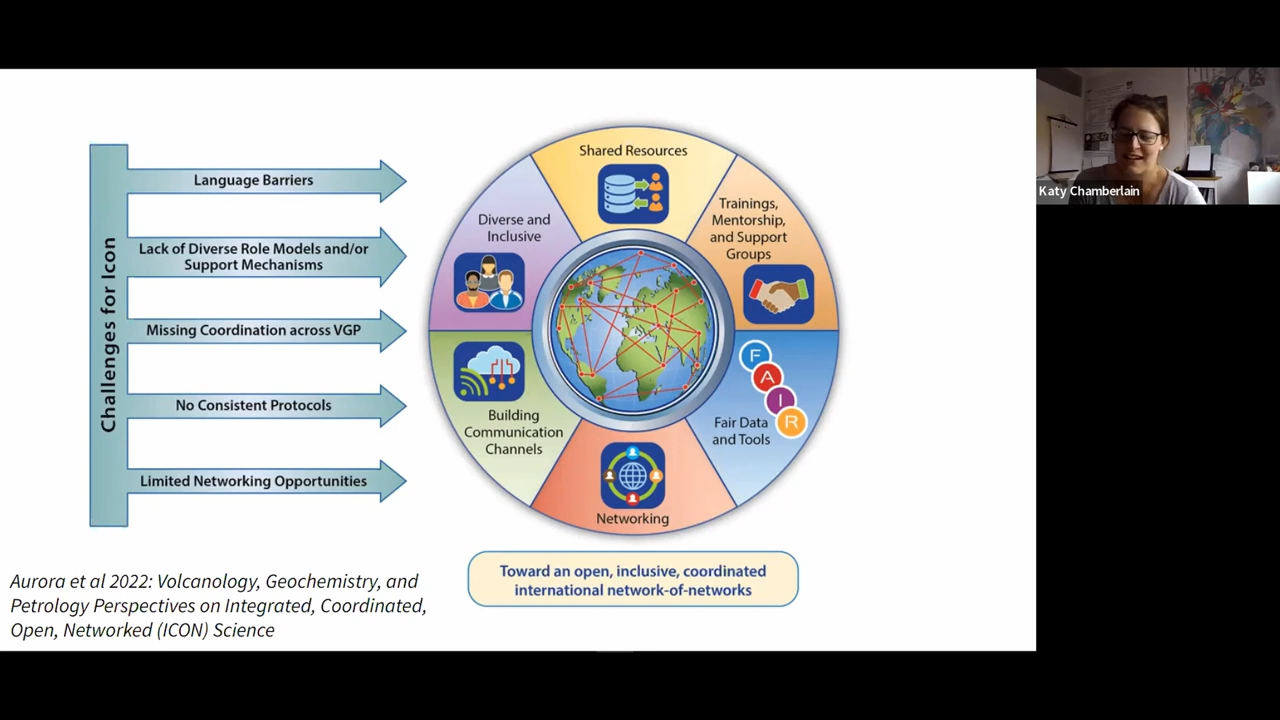 Challenges for Icon
Language Barriers
Lack of Diverse Role Models and/or
Support Mechanisms
Missing Coordination across VGP
No Consistent Protocols
Limited Networking Opportunities
Shared Resources
Trainings,
Mentorship,
and Support
Groups
Diverse and
Inclusive
F
A
I
R
Fair Data
and Tools
Building
Communication
Channels
Networking
Toward an open, inclusive, coordinated
international network-of-networks
Aurora et al 2022: Volcanology, Geochemistry, and
Petrology Perspectives on Integrated, Coordinated,
Open, Networked (ICON) Science
Katy Chamberlain